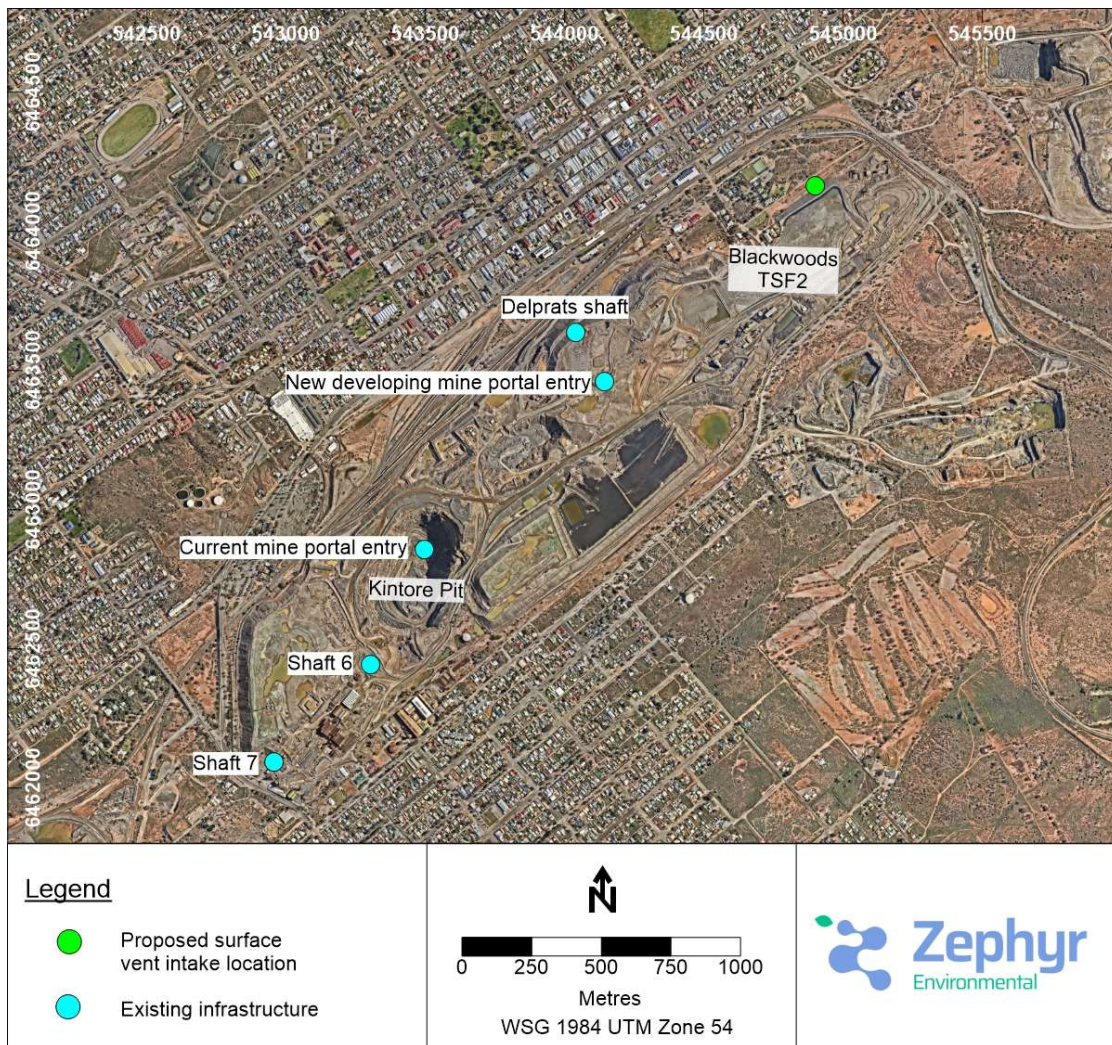 542500 543000 543500 544000 544500 545000 545500
6464500
6464000
6463500
6463000
6462500
6462000
Blackwoods
TSF2
Delprats shaft
New developing mine portal entry
Current mine portal entry
Kintore Pit
Shaft 6
Shaft 7
Legend
Proposed surface
vent intake location
Existing infrastructure
N
0 250 500 750 1000
Metres
WSG 1984 UTM Zone 54
Zephyr
Environmental